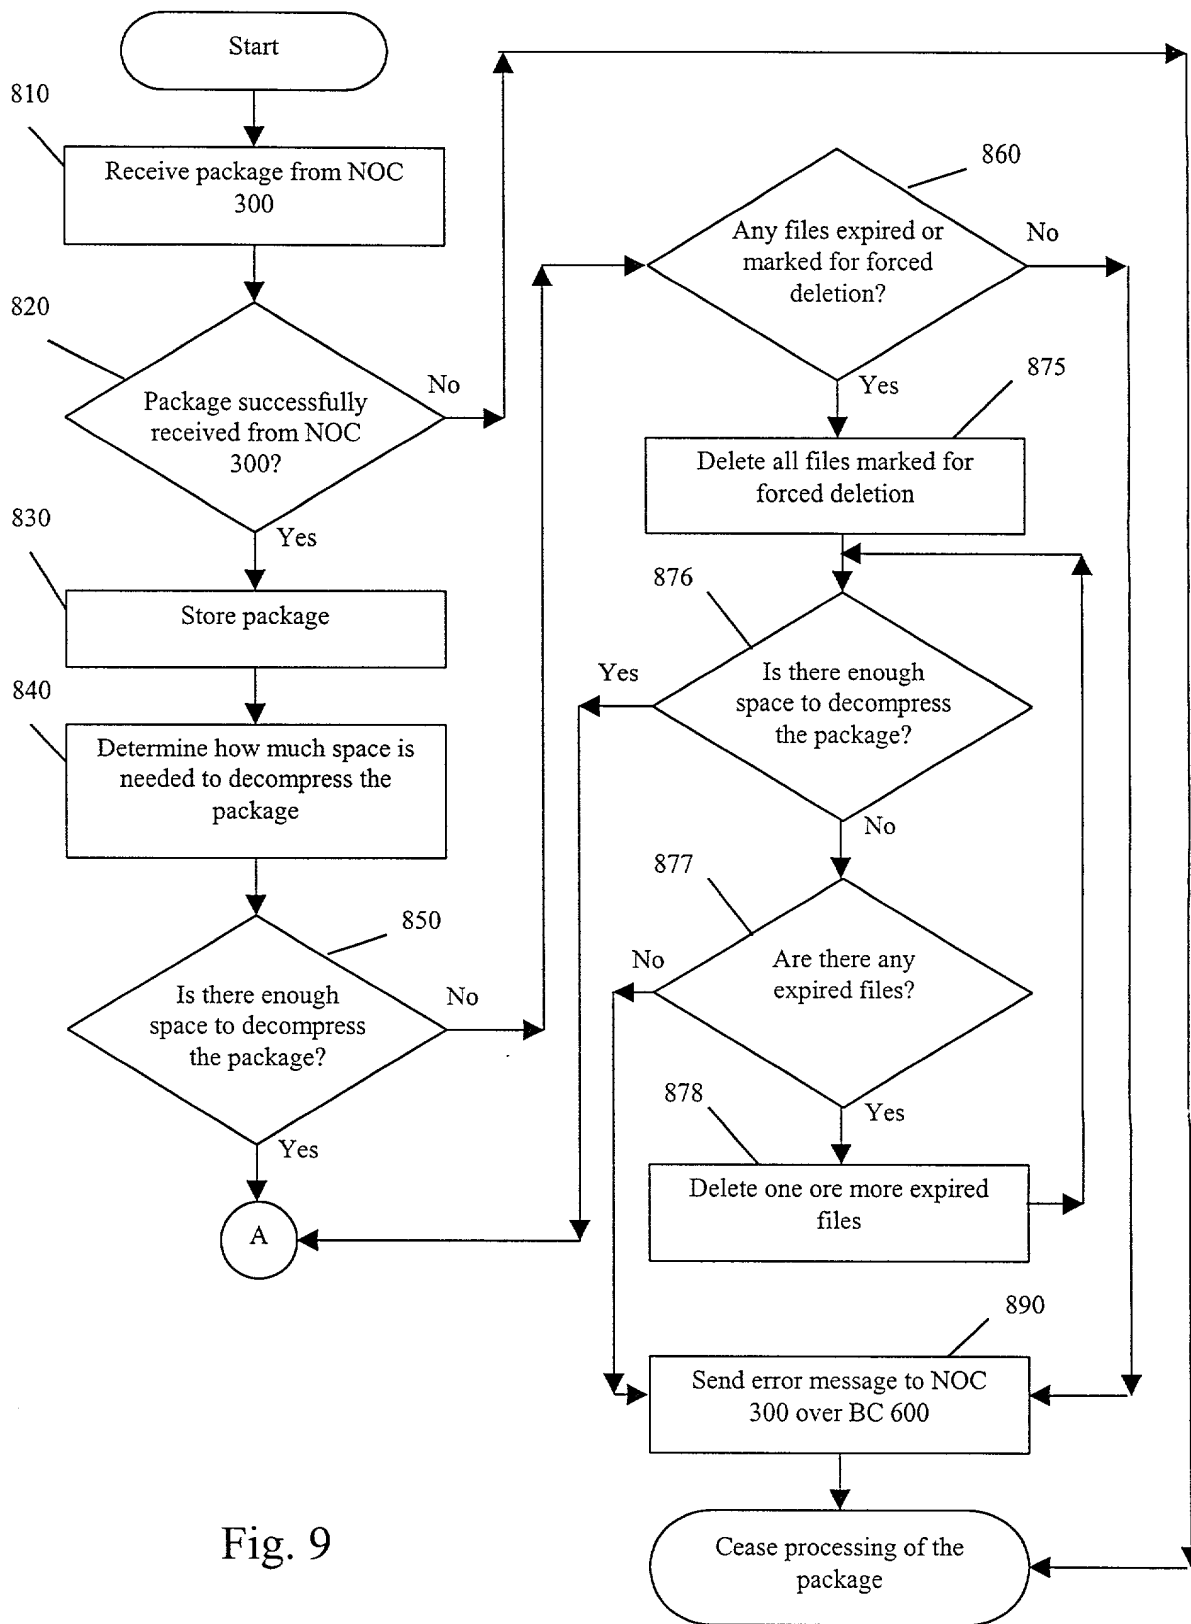 Start
810
Receive package from NOC
300
820
Package successfully
received from NOC
300?
No
Yes
830
Store package
840
Determine how much space is
needed to decompress the
package
850
Is there enough
space to decompress
the package?
No
Yes
A
860
Any files expired or
marked for forced
deletion?
No
Yes
875
Delete all files marked for
forced deletion
876
Is there enough
space to decompress
the package?
Yes
No
877
Are there any
expired files?
No
Yes
878
Delete one ore more expired
files
890
Send error message to NOC
300 over BC 600
Cease processing of the
package
Fig. 9